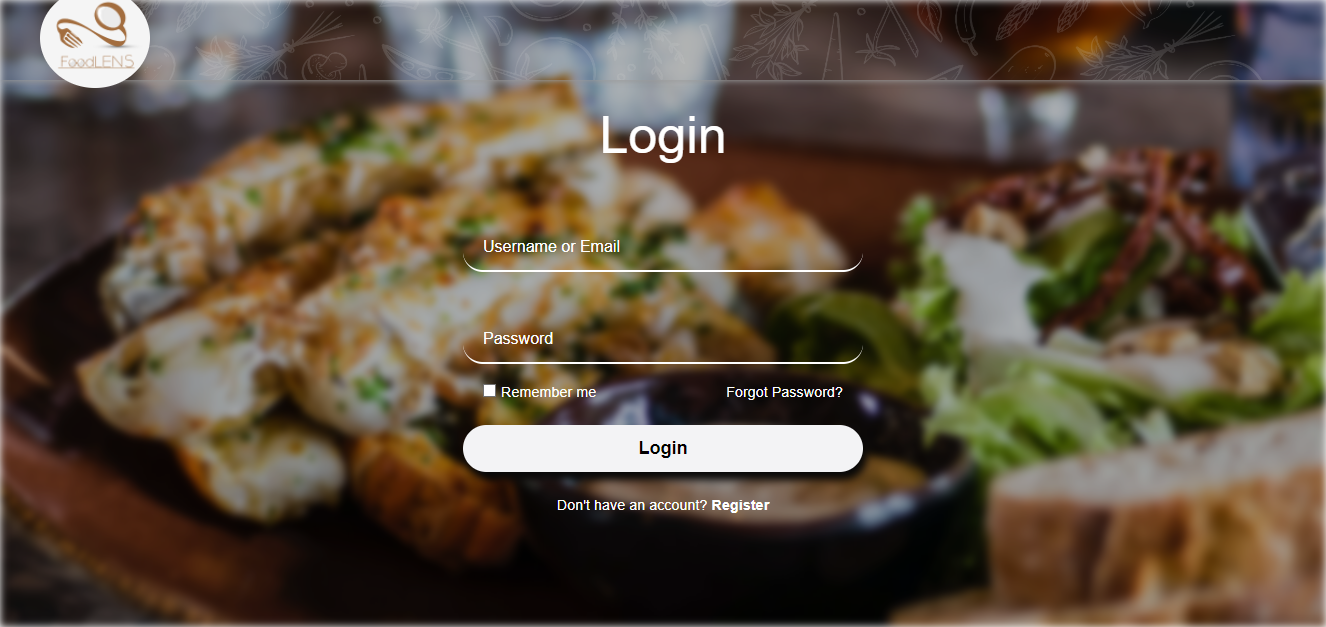 FoodLENS
Login
Username or Email
Password
Remember me Forgot Password?
Login
Don't have an account? Register